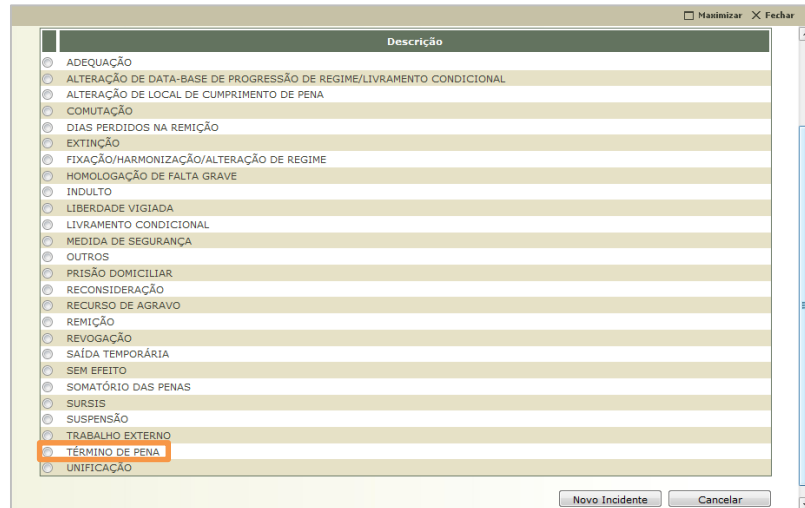 Maximizar Fechar
Descrição
ADEQUAÇÃO
ALTERAÇÃO DE DATA-BASE DE PROGRESSÃO DE REGIME/LIVRAMENTO CONDICIONAL
ALTERAÇÃO DE LOCAL DE CUMPRIMENTO DE PENA
COMUTAÇÃO
DIAS PERDIDOS NA REMIÇÃO
EXTINÇÃO
FIXAÇÃO/HARMONIZAÇÃO/ALTERAÇÃO DE REGIME
HOMOLOGAÇÃO DE FALTA GRAVE
INDULTO
LIBERDADE VIGIADA
LIVRAMENTO CONDICIONAL
MEDIDA DE SEGURANÇA
OUTROS
PRISÃO DOMICILIAR
RECONSIDERAÇÃO
RECURSO DE AGRAVO
REMIÇÃO
REVOGAÇÃO
SAÍDA TEMPORÁRIA
SEM EFEITO
SOMATÓRIO DAS PENAS
SURSIS
SUSPENSÃO
TRABALHO EXTERNO
TÉRMINO DE PENA
UNIFICAÇÃO
Novo Incidente Cancelar